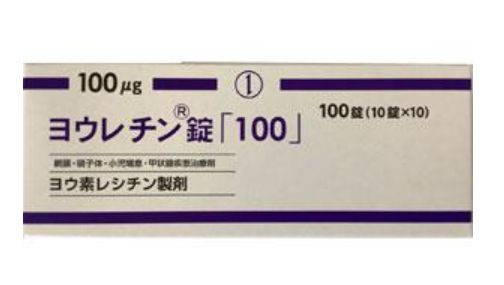 100μg ①
ヨウレチン®錠「100」 100錠(10錠×10)
網膜・硝子体・小児喘息・甲状腺疾患治療剤
ヨウ素レシチン製剤